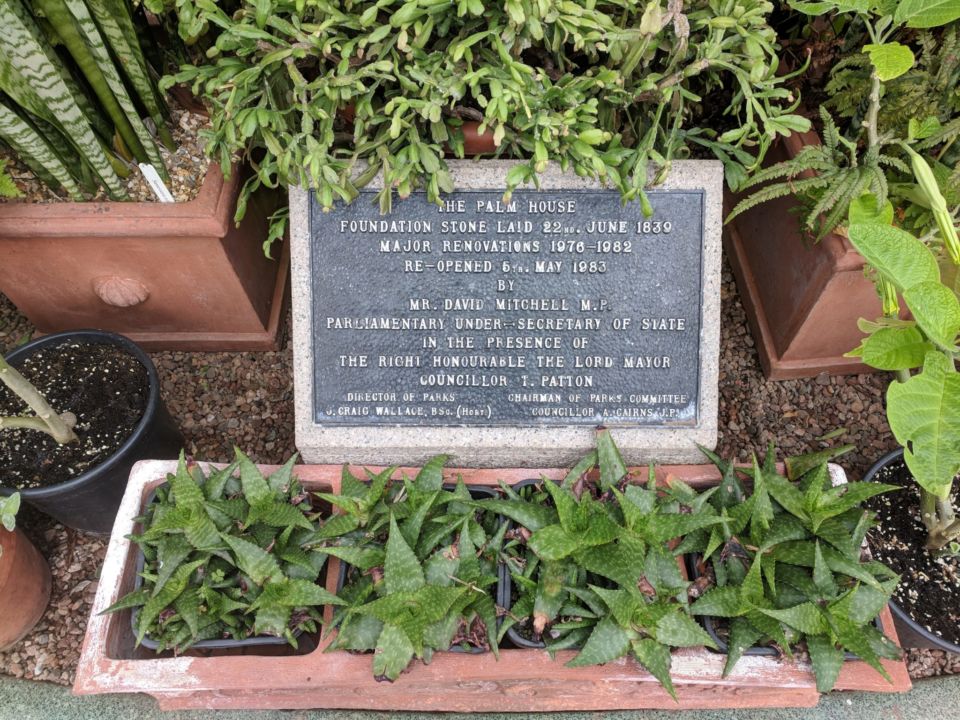 THE PALM HOUSE
FOUNDATION STONE LAID 22ND. JUNE 1839
MAJOR RENOVATIONS 1976-1982
RE-OPENED 5TH. MAY 1983
BY
MR. DAVID MITCHELL M.P.
PARLIAMENTARY UNDER-SECRETARY OF STATE
IN THE PRESENCE OF
THE RIGHT HONOURABLE THE LORD MAYOR
COUNCILLOR T. PATTON
DIRECTOR OF PARKS CHAIRMAN OF PARKS COMMITTEE
J. CRAIG WALLACE, BSC. (HORT.) COUNCILLOR A. CAIRNS, J.P.